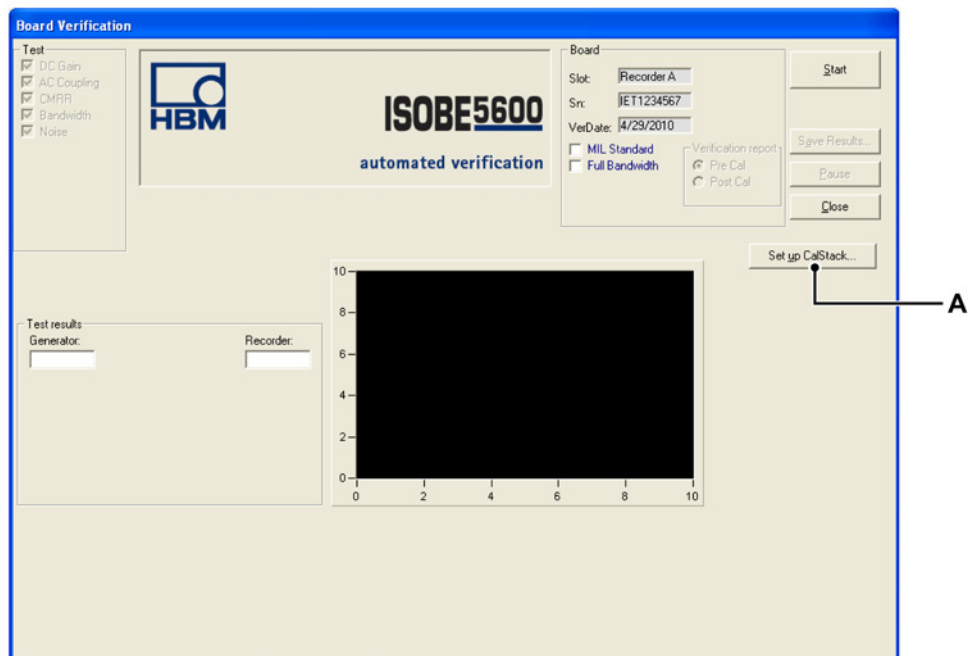 Board Verification
Test
DC Gain
AC Coupling
CMRR
Bandwidth
Noise
HBM
ISOBE5600
automated verification
Board
Slot: Recorder A
Sn: IET1234567
VerDate: 4/29/2010
MIL Standard
Full Bandwidth
Verification report
Pre Cal
Post Cal
Start
Save Results...
Pause
Close
Set up CalStack...
A
Test results
Generator:
Recorder:
10
8
6
4
2
0
0 2 4 6 8 10